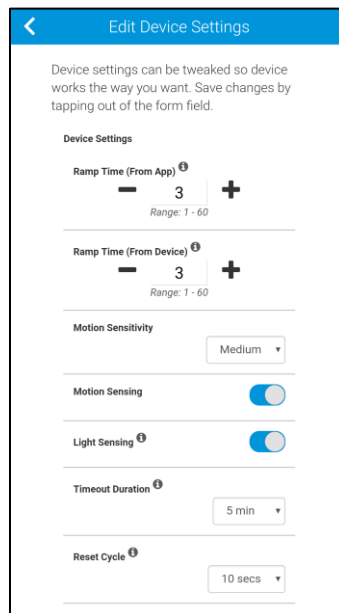 Edit Device Settings
Device settings can be tweaked so device
works the way you want. Save changes by
tapping out of the form field.
Device Settings
Ramp Time (From App)
3
Range: 1 - 60
Ramp Time (From Device)
3
Range: 1 - 60
Motion Sensitivity
Medium
Motion Sensing
Light Sensing
Timeout Duration
5 min
Reset Cycle
10 secs